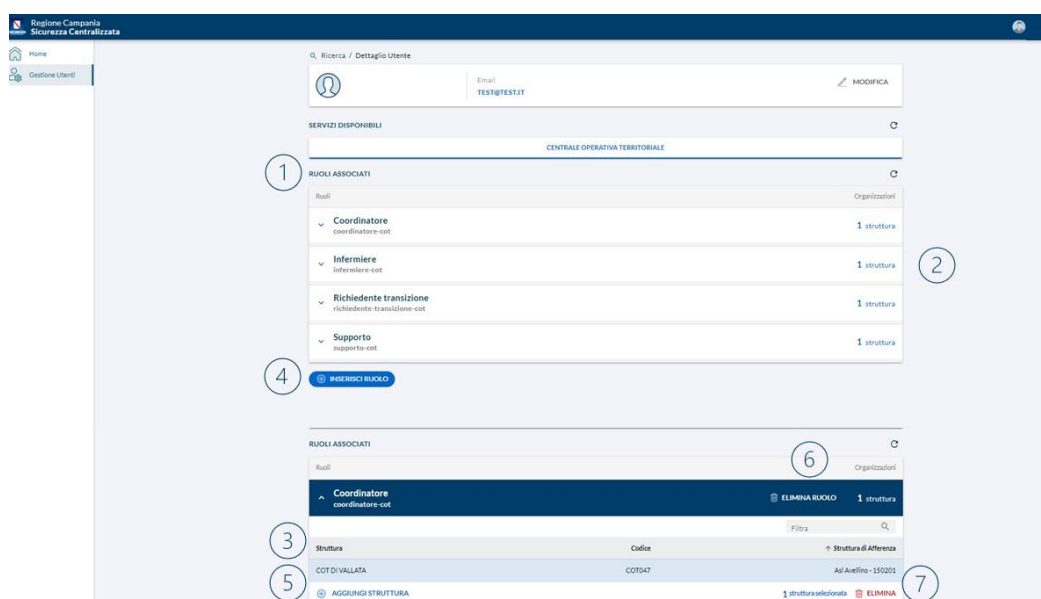 Regione Campania
Sicurezza Centralizzata
Home
Gestione Utenti
Ricerca / Dettaglio Utente
Email
TEST@TEST.IT
MODIFICA
SERVIZI DISPONIBILI
CENTRALE OPERATIVA TERRITORIALE
1
RUOLI ASSOCIATI
Ruoli Organizzazioni
Coordinatore
coordinatore-cot
1 struttura
2
Infermiere
infermiere-cot
1 struttura
Richiedente transizione
richiedente-transizione-cot
1 struttura
Supporto
supporto-cot
1 struttura
4
INSERISCI RUOLO
RUOLI ASSOCIATI
6
Ruoli Organizzazioni
Coordinatore
coordinatore-cot
ELIMINA RUOLO 1 struttura
Filtra
3
Struttura Codice Struttura di Afferenza
COT DI VALLATA COT047 Asl Avellino - 150201
5
AGGIUNGI STRUTTURA 1 struttura selezionata ELIMINA
7